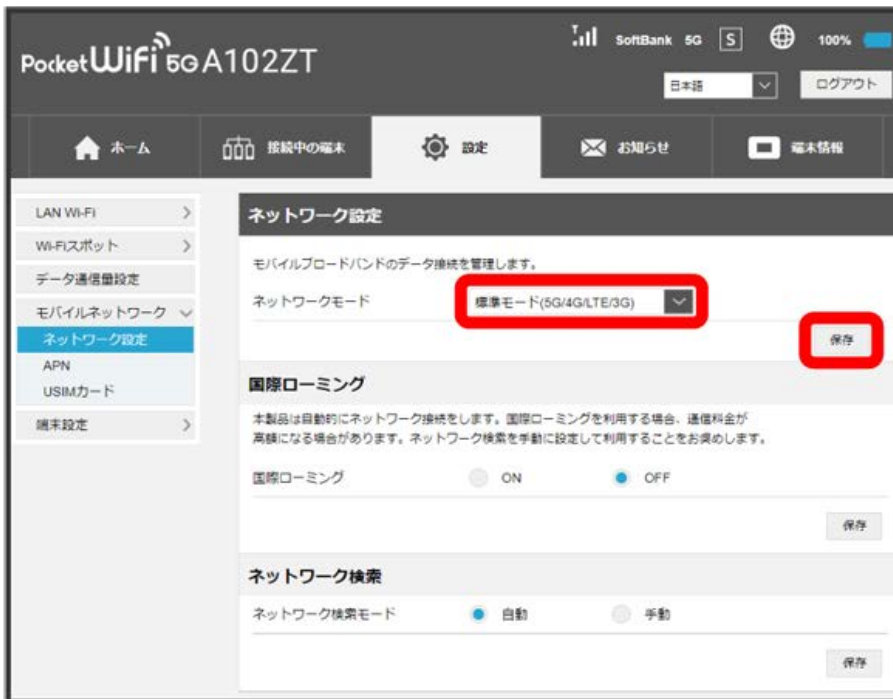 SoftBank 5G S 100%
PocketWiFi 5G A102ZT
日本語 ログアウト
ホーム 接続中の端末 設定 お知らせ 端末情報
LAN Wi-Fi
Wi-Fiスポット
データ通信量設定
モバイルネットワーク
ネットワーク設定
APN
USIMカード
端末設定
ネットワーク設定
モバイルブロードバンドのデータ接続を管理します。
ネットワークモード 標準モード(5G/4G/LTE/3G)
保存
国際ローミング
本製品は自動的にネットワーク接続をします。国際ローミングを利用する場合、通信料金が
高額になる場合があります。ネットワーク検索を手動に設定して利用することをお奨めします。
国際ローミング ON OFF
保存
ネットワーク検索
ネットワーク検索モード 自動 手動
保存